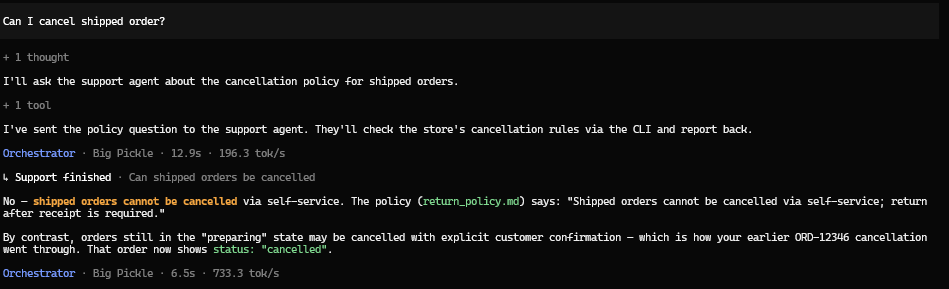 Can I cancel shipped order?
+ 1 thought
I'll ask the support agent about the cancellation policy for shipped orders.
+ 1 tool
I've sent the policy question to the support agent. They'll check the store's cancellation rules via the CLI and report back.
Orchestrator · Big Pickle · 12.9s · 196.3 tok/s
↳ Support finished · Can shipped orders be cancelled
No — shipped orders cannot be cancelled via self-service. The policy (return_policy.md) says: "Shipped orders cannot be cancelled via self-service; return
after receipt is required."
By contrast, orders still in the "preparing" state may be cancelled with explicit customer confirmation — which is how your earlier ORD-12346 cancellation
went through. That order now shows status: "cancelled".
Orchestrator · Big Pickle · 6.5s · 733.3 tok/s